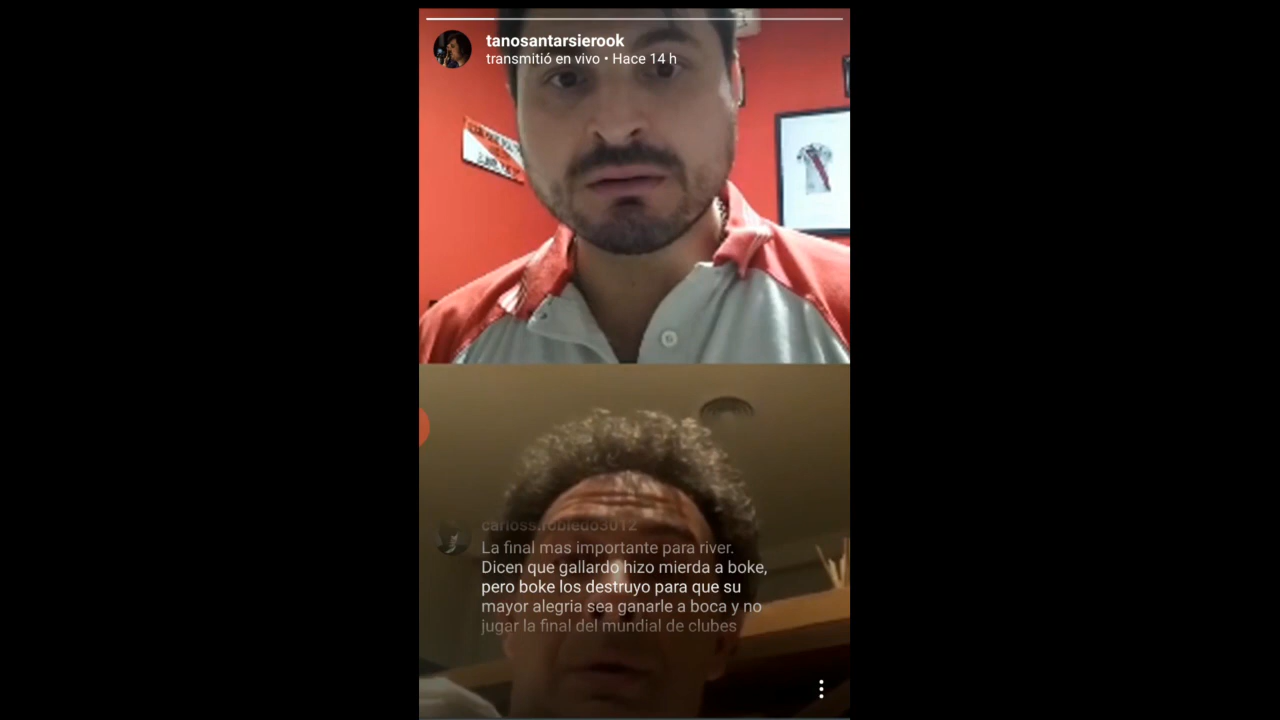 tanosantarsierook
transmitió en vivo • Hace 14 h
carloss.robledo3012
La final mas importante para river.
Dicen que gallardo hizo mierda a boke,
pero boke los destruyo para que su
mayor alegria sea ganarle a boca y no
jugar la final del mundial de clubes